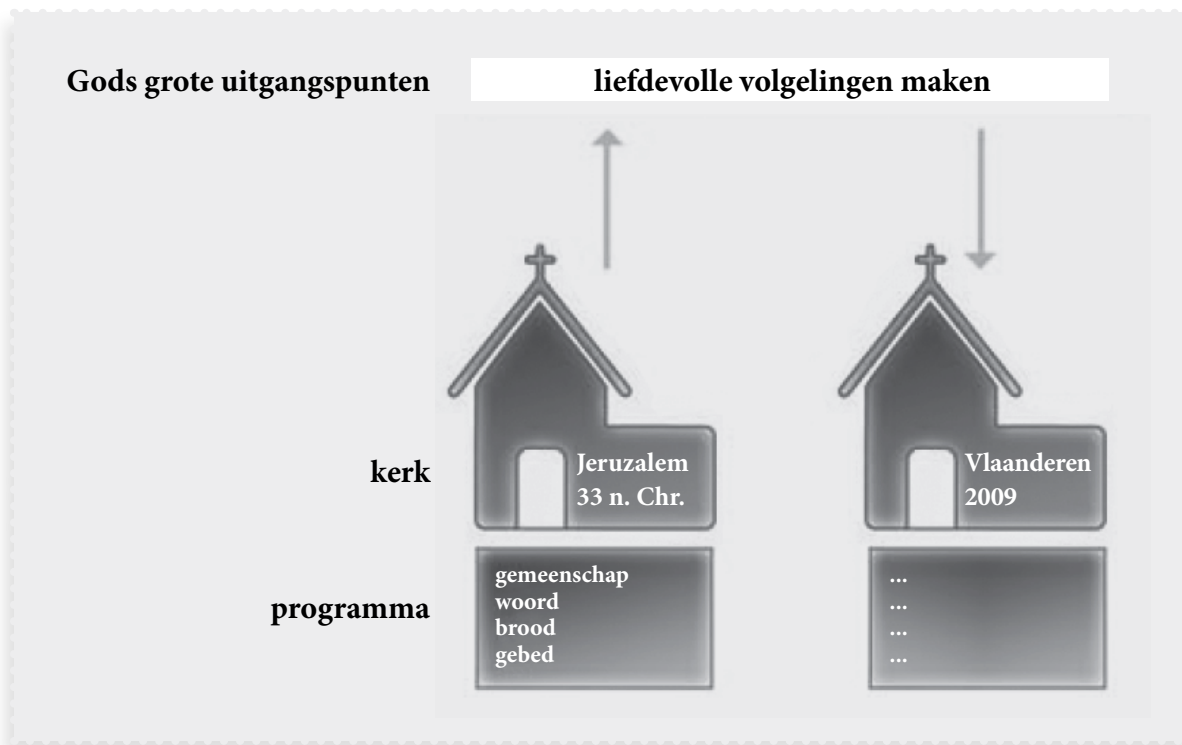 Gods grote uitgangspunten
liefdevolle volgelingen maken
kerk
Jeruzalem
33 n. Chr.
Vlaanderen
2009
programma
gemeenschap
woord
brood
gebed
...
...
...
...